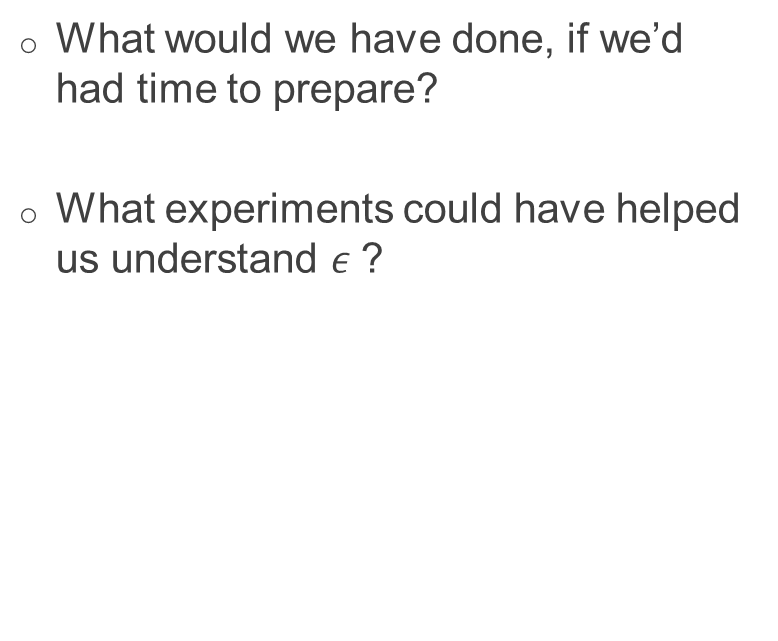 ○ What would we have done, if we’d
had time to prepare?
○ What experiments could have helped
us understand ϵ ?